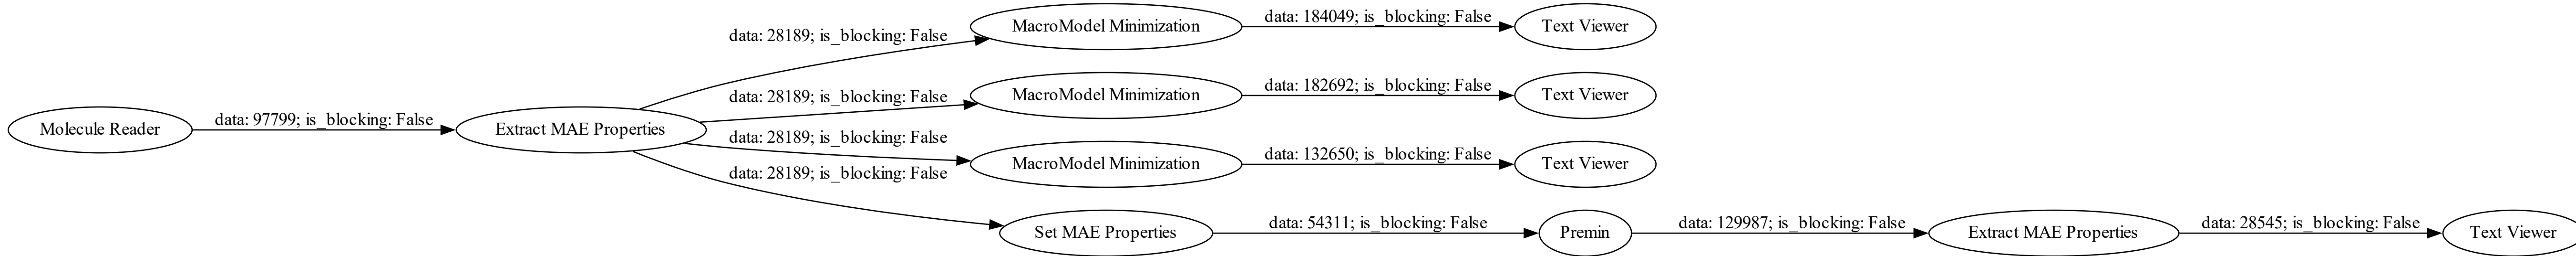 data: 28189; is_blocking: False
MacroModel Minimization
data: 184049; is_blocking: False
Text Viewer
data: 28189; is_blocking: False
MacroModel Minimization
data: 182692; is_blocking: False
Text Viewer
Molecule Reader
data: 97799; is_blocking: False
Extract MAE Properties
data: 28189; is_blocking: False
MacroModel Minimization
data: 132650; is_blocking: False
Text Viewer
data: 28189; is_blocking: False
Set MAE Properties
data: 54311; is_blocking: False
Premin
data: 129987; is_blocking: False
Extract MAE Properties
data: 28545; is_blocking: False
Text Viewer